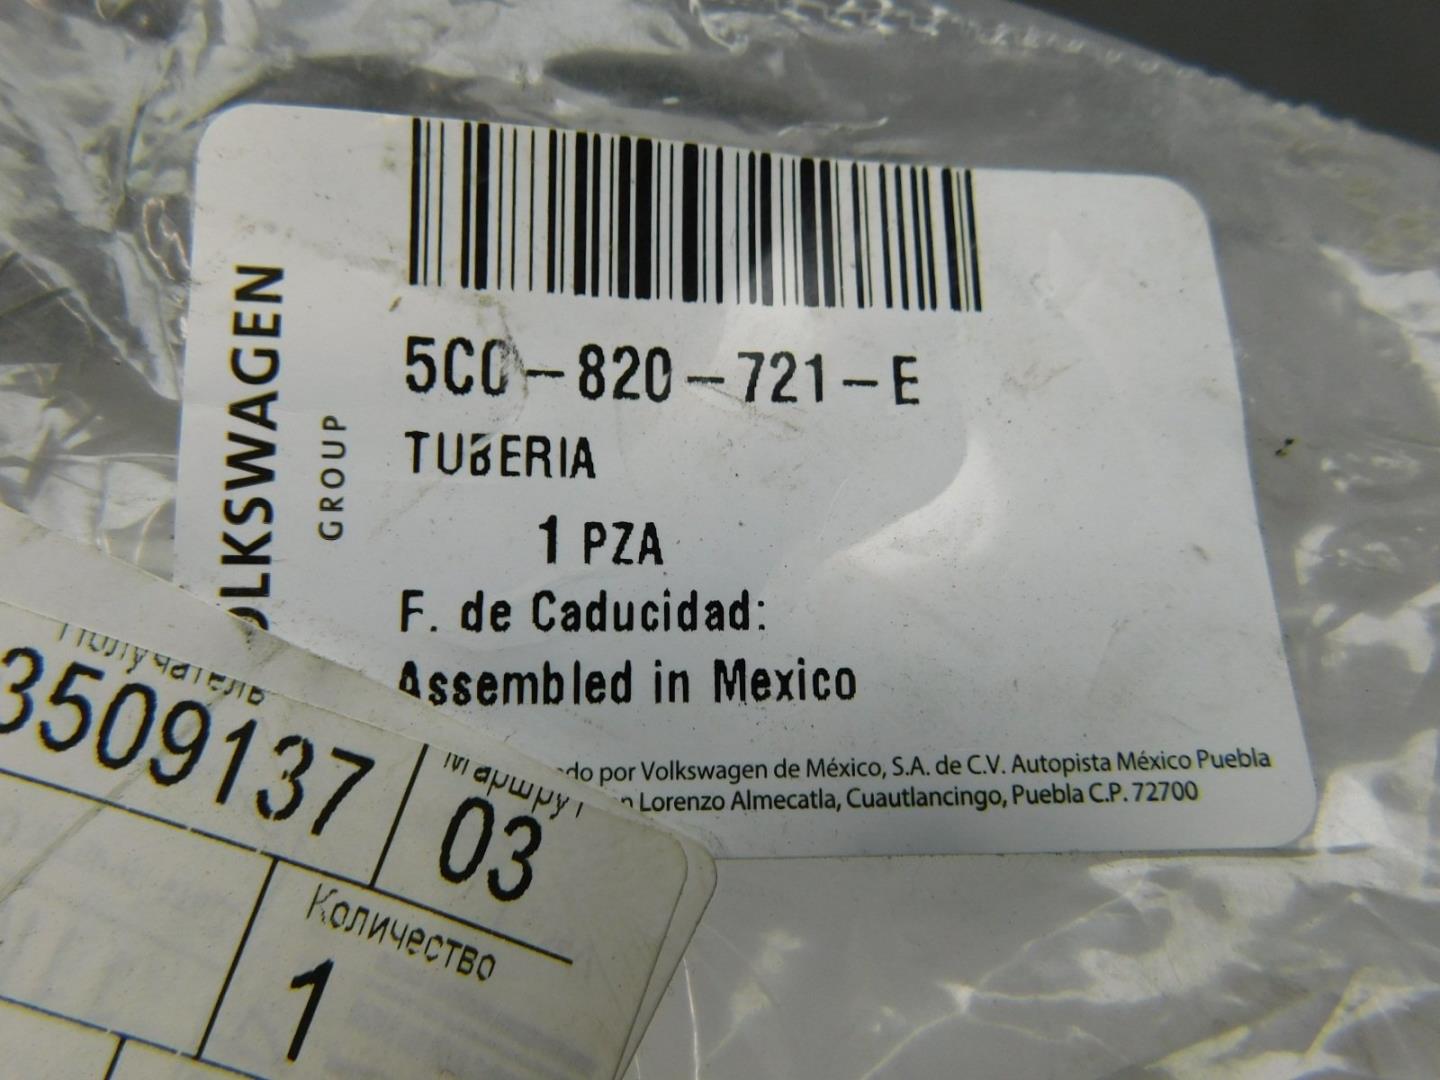 VOLKSWAGEN
GROUP
5C0-820-721-E
TUBERIA
1 PZA
F. de Caducidad:
Assembled in Mexico
por Volkswagen de México, S.A. de C.V. Autopista México Puebla
Lorenzo Almecatla, Cuautlancingo, Puebla C.P. 72700
Получатель
3509137
Маршрут
03
Количество
1